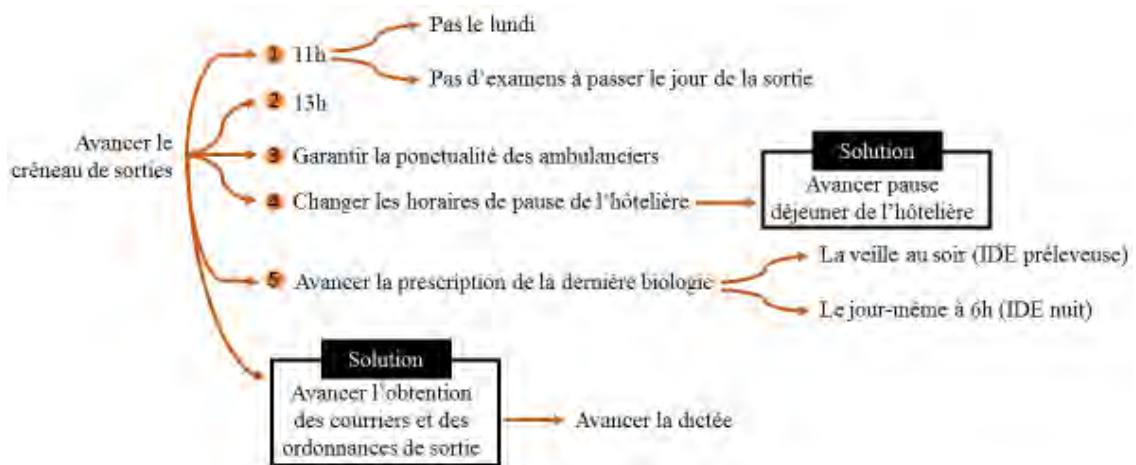 Pas le lundi
1 11h
Pas d'examens à passer le jour de la sortie
2 13h
Avancer le
créneau de sorties
3 Garantir la ponctualité des ambulanciers
4 Changer les horaires de pause de l'hôtelière
Solution
Avancer pause
déjeuner de l'hôtelière
5 Avancer la prescription de la dernière biologie
La veille au soir (IDE préleveuse)
Le jour-même à 6h (IDE nuit)
Solution
Avancer l'obtention
des courriers et des
ordonnances de sortie
Avancer la dictée